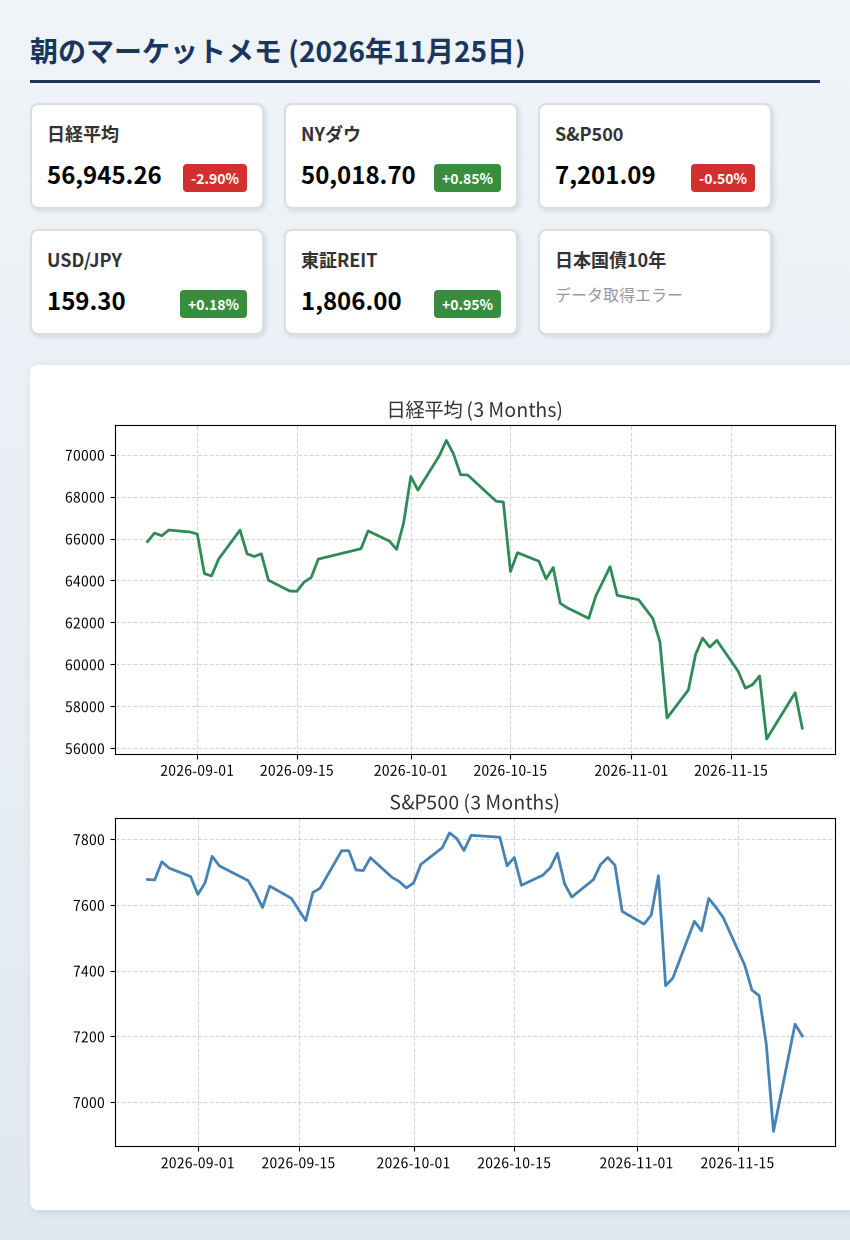 朝のマーケットメモ (2026年11月25日)
日経平均
56,945.26 -2.90%
NYダウ
50,018.70 +0.85%
S&P500
7,201.09 -0.50%
USD/JPY
159.30 +0.18%
東証REIT
1,806.00 +0.95%
日本国債10年
データ取得エラー
日経平均 (3 Months)
70000
68000
66000
64000
62000
60000
58000
56000
2026-09-01 2026-09-15 2026-10-01 2026-10-15 2026-11-01 2026-11-15
S&P500 (3 Months)
7800
7600
7400
7200
7000
2026-09-01 2026-09-15 2026-10-01 2026-10-15 2026-11-01 2026-11-15